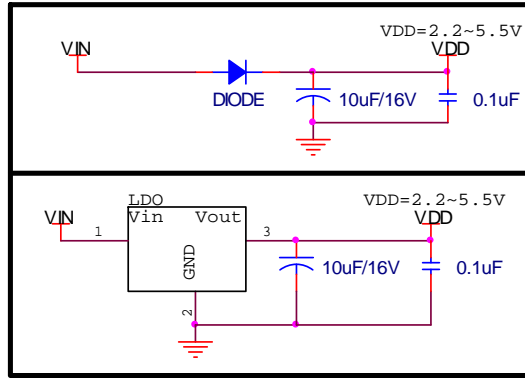 VDD=2.2~5.5V
VIN
VDD
DIODE
10uF/16V
0.1uF
LDO
VDD=2.2~5.5V
VIN
1
Vin
Vout
3
VDD
GND
10uF/16V
0.1uF
2